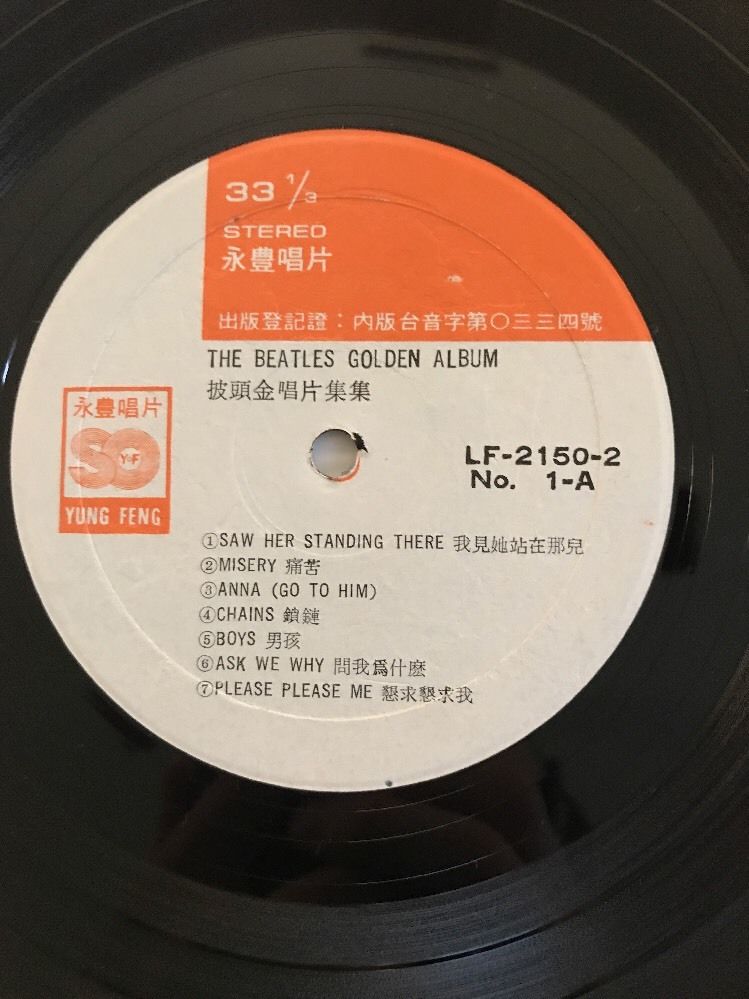 33 1/3
STEREO
永豐唱片
出版登記證：內版台音字第〇三三四號
THE BEATLES GOLDEN ALBUM
披頭金唱片集集
永豐唱片
Y-F
YUNG FENG
LF-2150-2
No. 1-A
①SAW HER STANDING THERE 我見她站在那兒
②MISERY 痛苦
③ANNA (GO TO HIM)
④CHAINS 鎖鏈
⑤BOYS 男孩
⑥ASK WE WHY 問我爲什麽
⑦PLEASE PLEASE ME 懇求懇求我